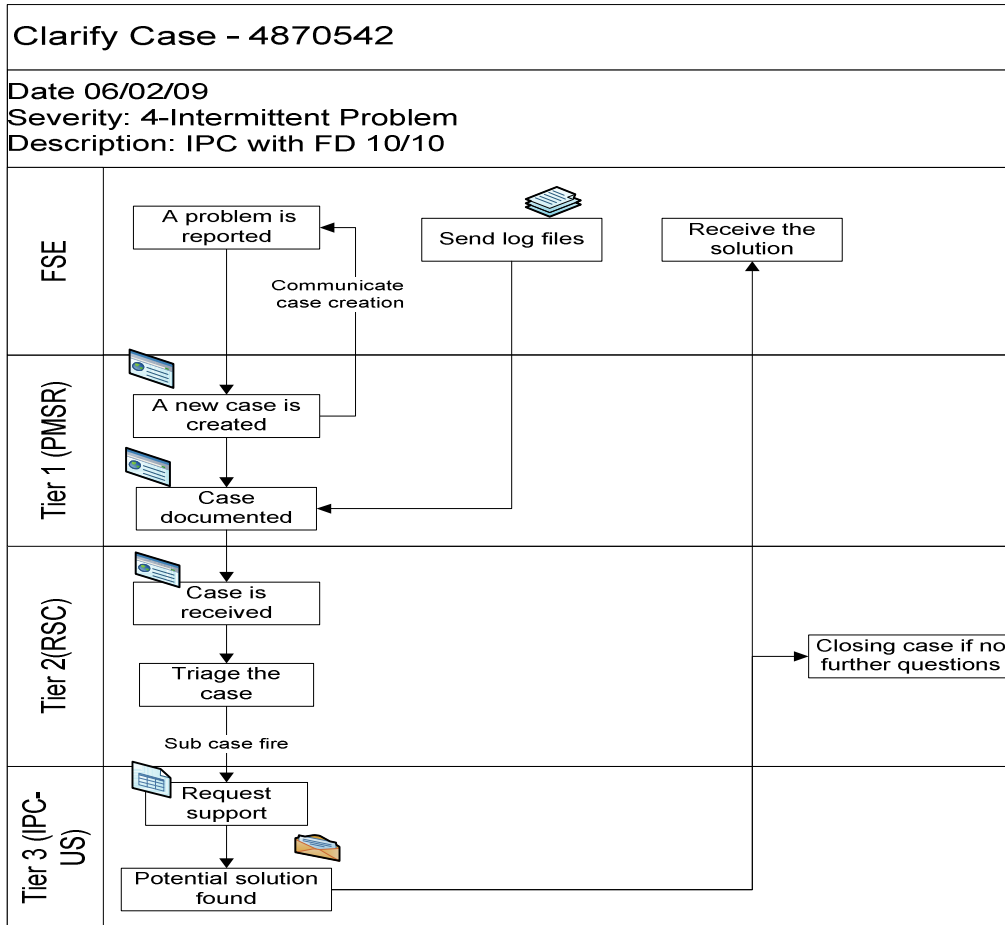 Clarify Case - 4870542
Date 06/02/09
Severity: 4-Intermittent Problem
Description: IPC with FD 10/10
FSE
A problem is
reported
Send log files
Receive the
solution
Communicate
case creation
Tier 1 (PMSR)
A new case is
created
Case
documented
Tier 2(RSC)
Case is
received
Triage the
case
Closing case if no
further questions
Sub case fire
Tier 3 (IPC-
US)
Request
support
Potential solution
found